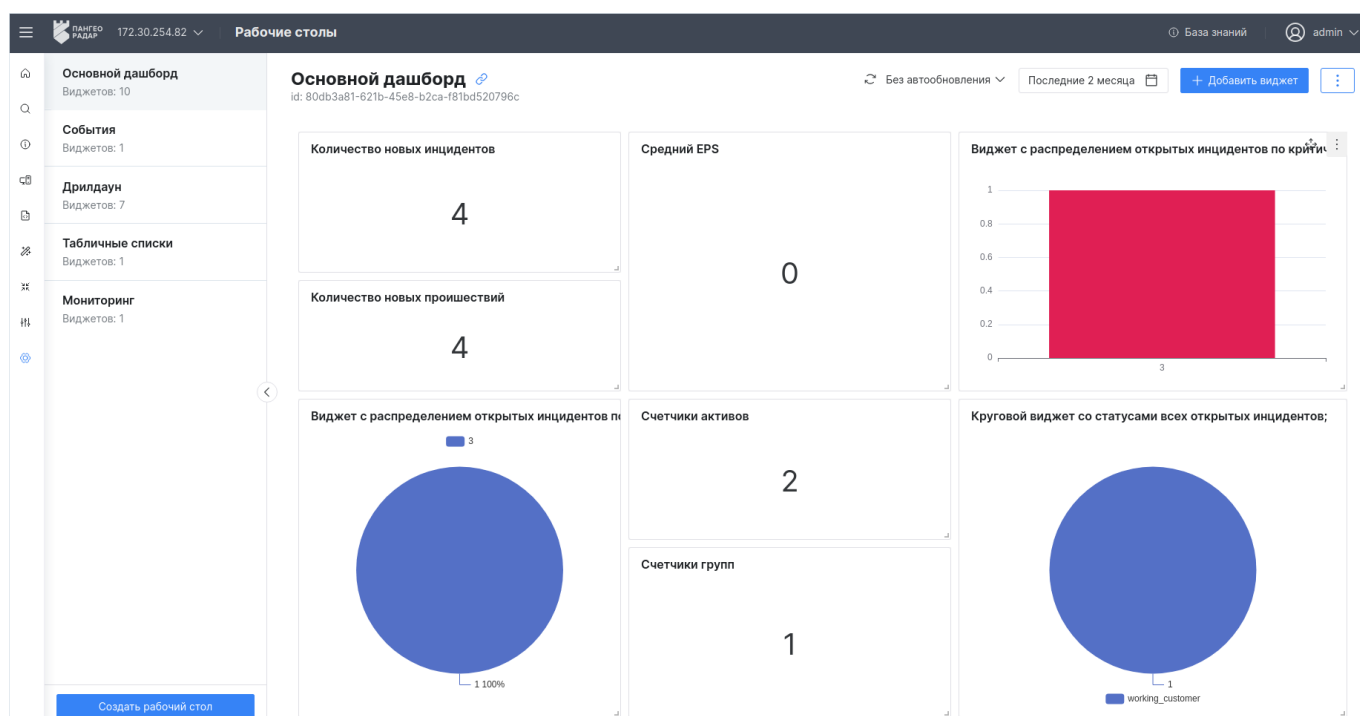 ПАНГЕО РАДАР
172.30.254.82
Рабочие столы
База знаний
admin
Основной дашборд
Виджетов: 10
События
Виджетов: 1
Дрилдаун
Виджетов: 7
Табличные списки
Виджетов: 1
Мониторинг
Виджетов: 1
Создать рабочий стол
Основной дашборд
id: 80db3a81-621b-45e8-b2ca-f81bd520796c
Без автообновления
Последние 2 месяца
+ Добавить виджет
Количество новых инцидентов
4
Количество новых проишествий
4
Средний EPS
0
Виджет с распределением открытых инцидентов по критич
1
0.8
0.6
0.4
0.2
0
3
Виджет с распределением открытых инцидентов по
3
1 100%
Счетчики активов
2
Счетчики групп
1
Круговой виджет со статусами всех открытых инцидентов;
1
working_customer